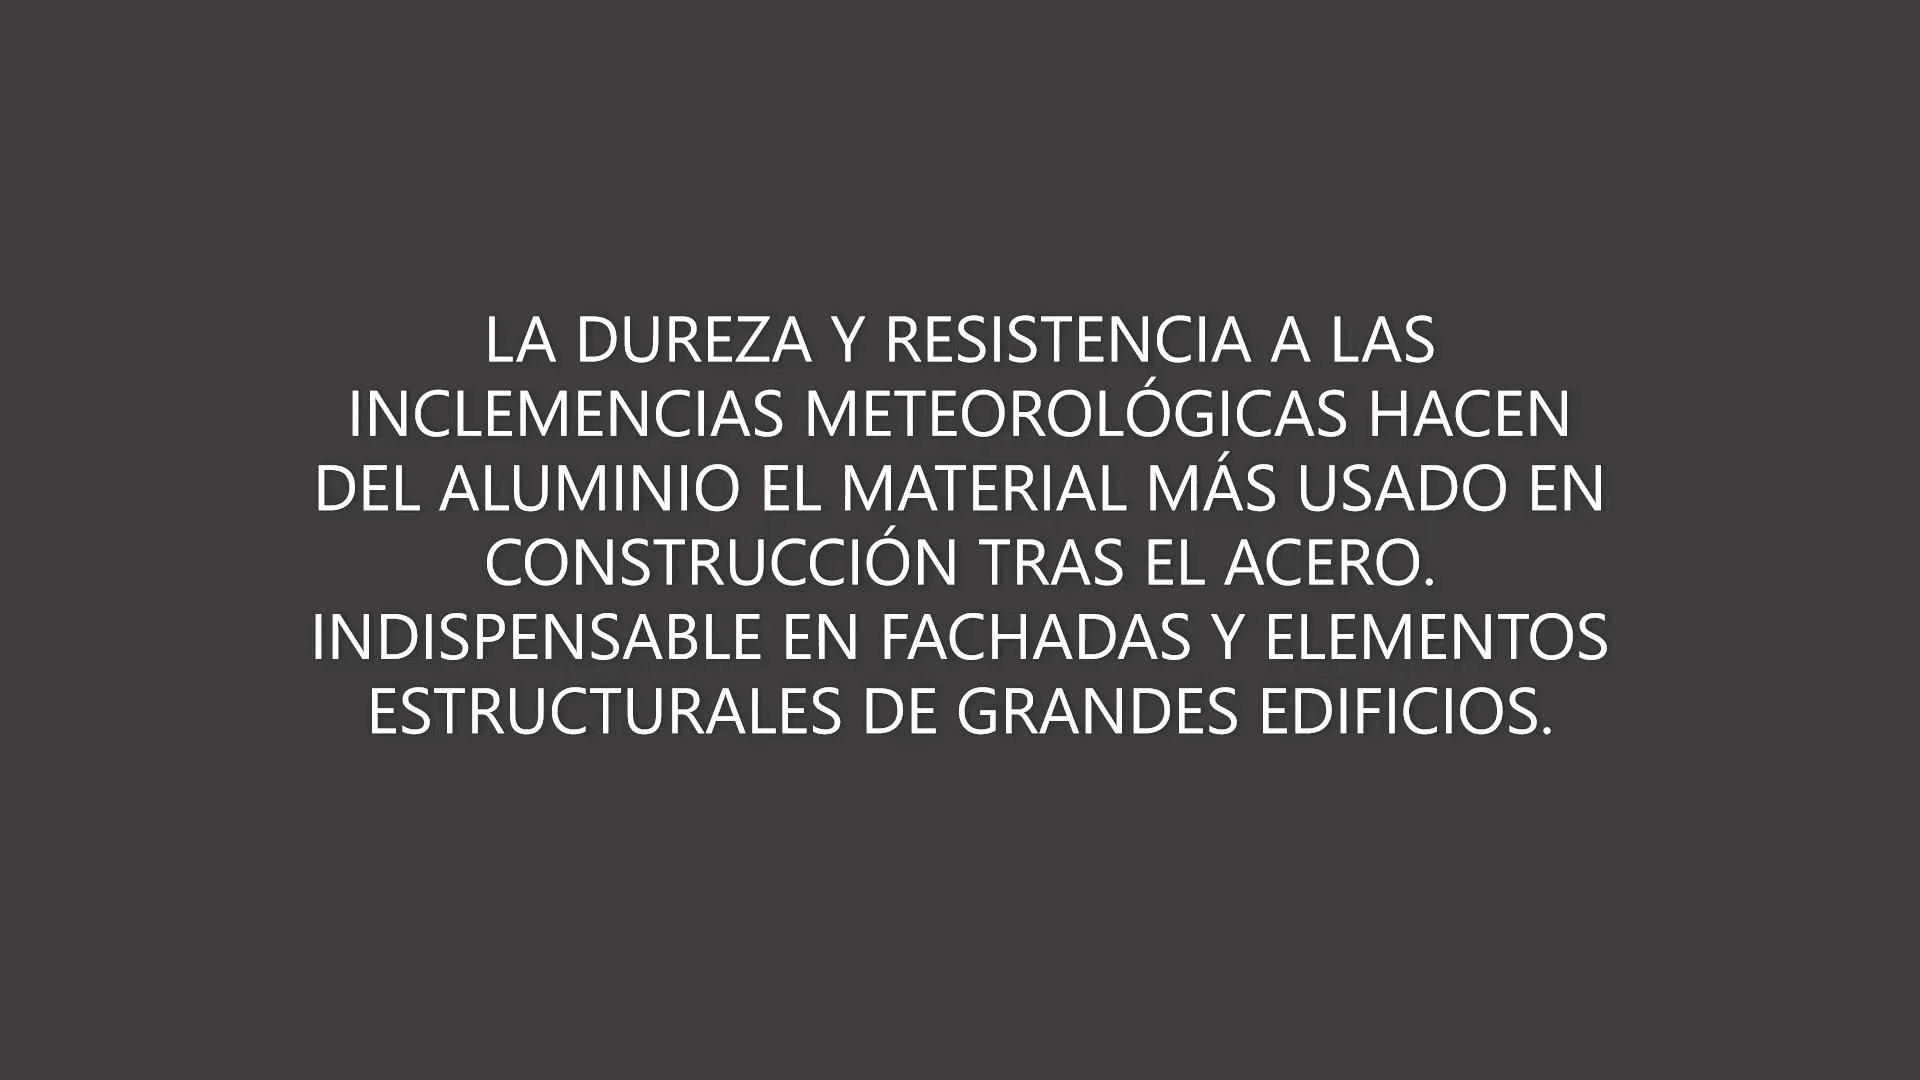 LA DUREZA Y RESISTENCIA A LAS
INCLEMENCIAS METEOROLÓGICAS HACEN
DEL ALUMINIO EL MATERIAL MÁS USADO EN
CONSTRUCCIÓN TRAS EL ACERO.
INDISPENSABLE EN FACHADAS Y ELEMENTOS
ESTRUCTURALES DE GRANDES EDIFICIOS.